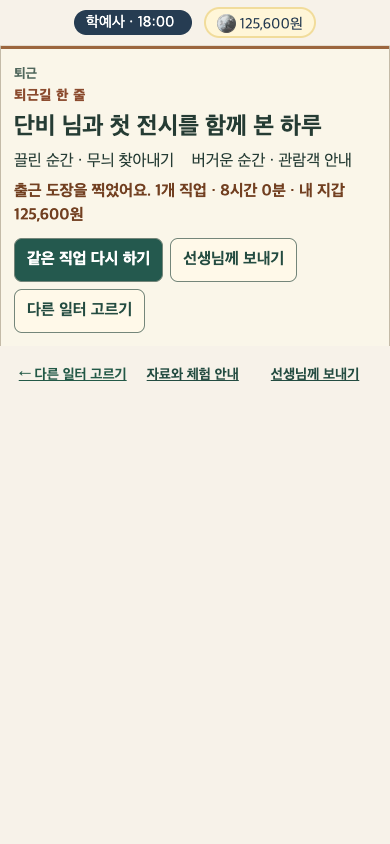 학예사 · 18:00
125,600원
퇴근
퇴근길 한 줄
단비 님과 첫 전시를 함께 본 하루
끌린 순간 · 무늬 찾아내기 버거운 순간 · 관람객 안내
출근 도장을 찍었어요. 1개 직업 · 8시간 0분 · 내 지갑
125,600원
같은 직업 다시 하기
선생님께 보내기
다른 일터 고르기
← 다른 일터 고르기 자료와 체험 안내 선생님께 보내기